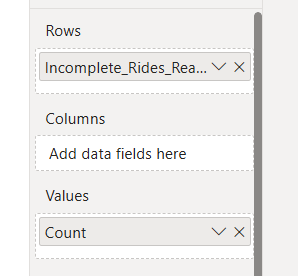 Rows
Incomplete_Rides_Rea...
Columns
Add data fields here
Values
Count